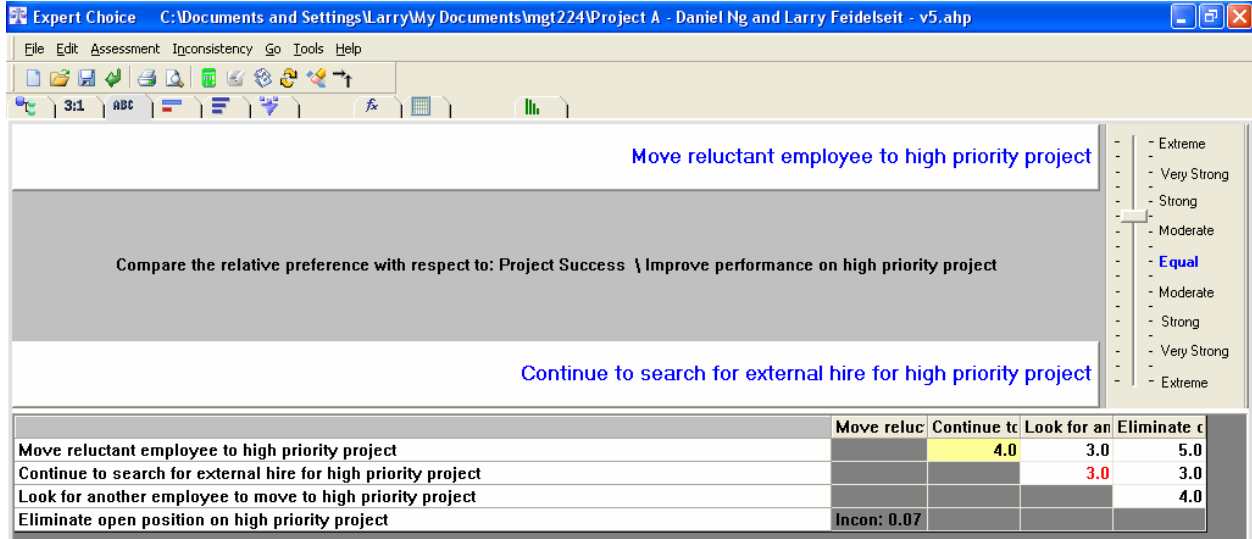 Expert Choice C:\Documents and Settings\Larry\My Documents\mgt224\Project A - Daniel Ng and Larry Feidelseit - v5.ahp
File Edit Assessment Inconsistency Go Tools Help
3:1 ABC fx
Move reluctant employee to high priority project
Compare the relative preference with respect to: Project Success \ Improve performance on high priority project
Continue to search for external hire for high priority project
Extreme
Very Strong
Strong
Moderate
Equal
Moderate
Strong
Very Strong
Extreme
Move reluc Continue to Look for an Eliminate c
Move reluctant employee to high priority project 4.0 3.0 5.0
Continue to search for external hire for high priority project 3.0 3.0
Look for another employee to move to high priority project 4.0
Eliminate open position on high priority project Incon: 0.07